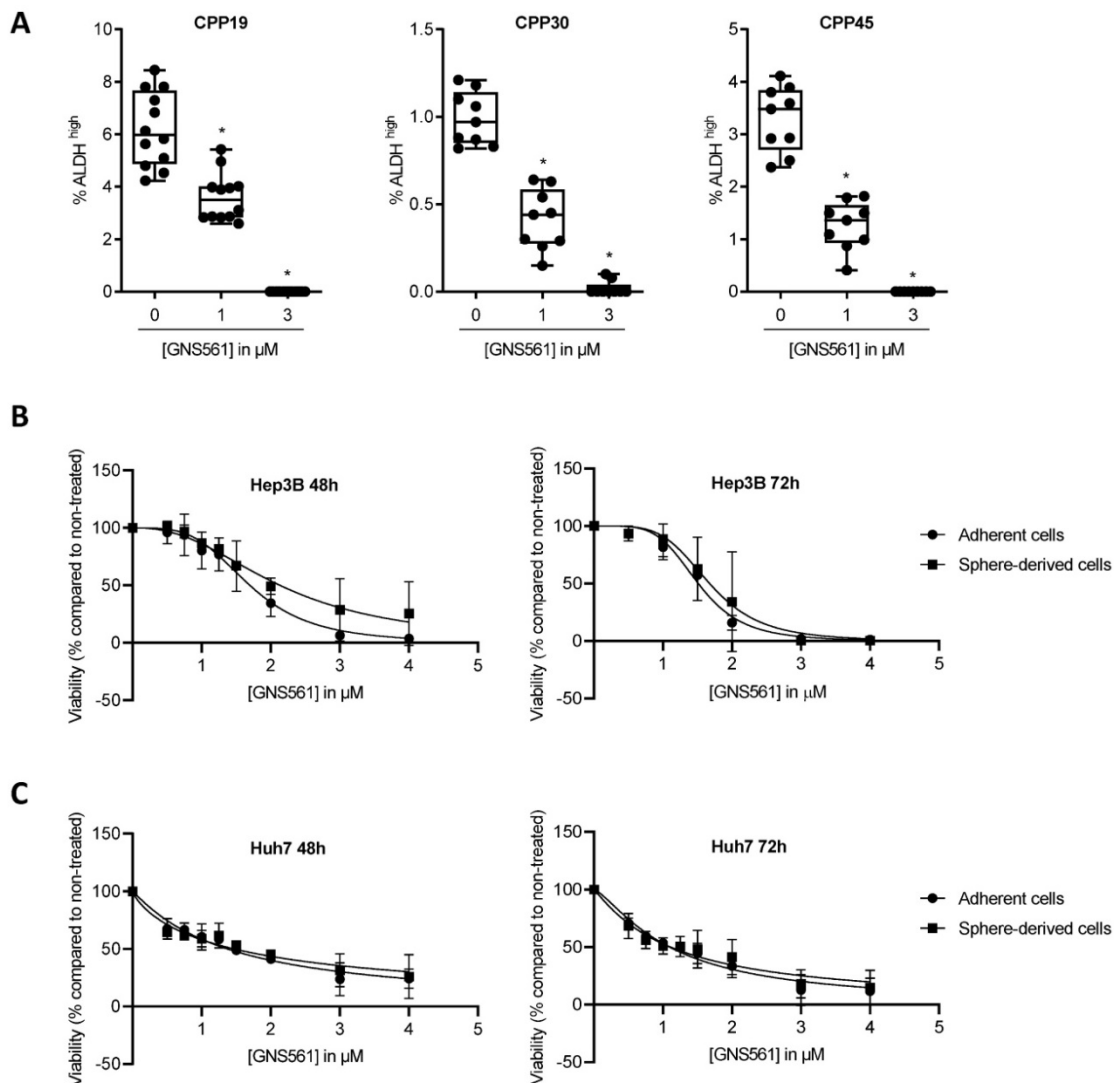 A
CPP19
% ALDH high
10
8
6
4
2
0
*
*
0 1 3
[GNS561] in µM
CPP30
% ALDH high
1.5
1.0
0.5
0.0
*
*
0 1 3
[GNS561] in µM
CPP45
% ALDH high
5
4
3
2
1
0
*
*
0 1 3
[GNS561] in µM
B
Hep3B 48h
Viability (% compared to non-treated)
150
100
50
0
-50
1 2 3 4 5
[GNS561] in µM
Hep3B 72h
Viability (% compared to non-treated)
150
100
50
0
-50
1 2 3 4 5
[GNS561] in μM
Adherent cells
Sphere-derived cells
C
Huh7 48h
Viability (% compared to non-treated)
150
100
50
0
-50
1 2 3 4 5
[GNS561] in µM
Huh7 72h
Viability (% compared to non-treated)
150
100
50
0
-50
1 2 3 4 5
[GNS561] in µM
Adherent cells
Sphere-derived cells